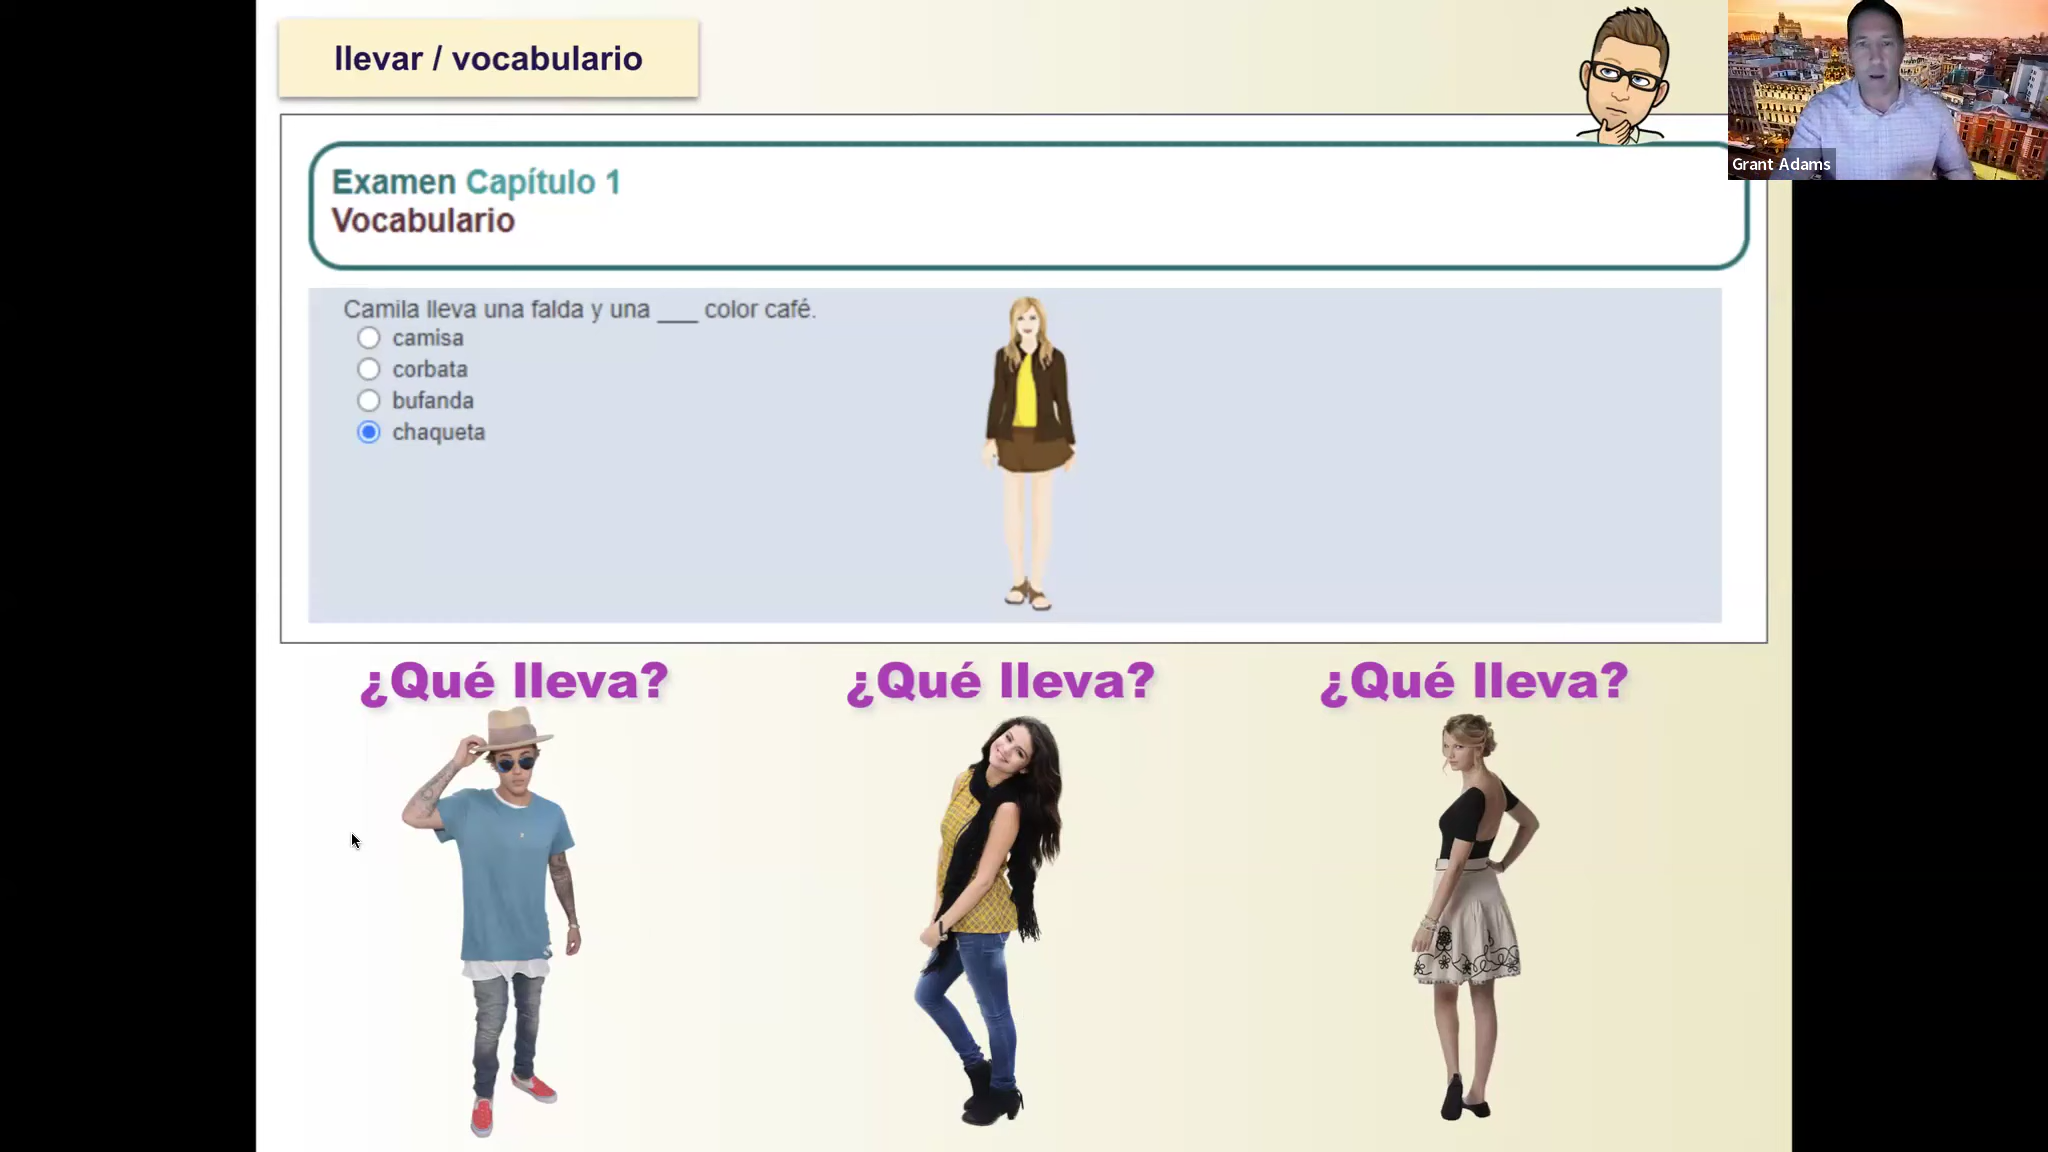 llevar / vocabulario
Grant Adams
Examen Capítulo 1
Vocabulario
Camila lleva una falda y una ___ color café.
camisa
corbata
bufanda
chaqueta
¿Qué lleva? ¿Qué lleva? ¿Qué lleva?